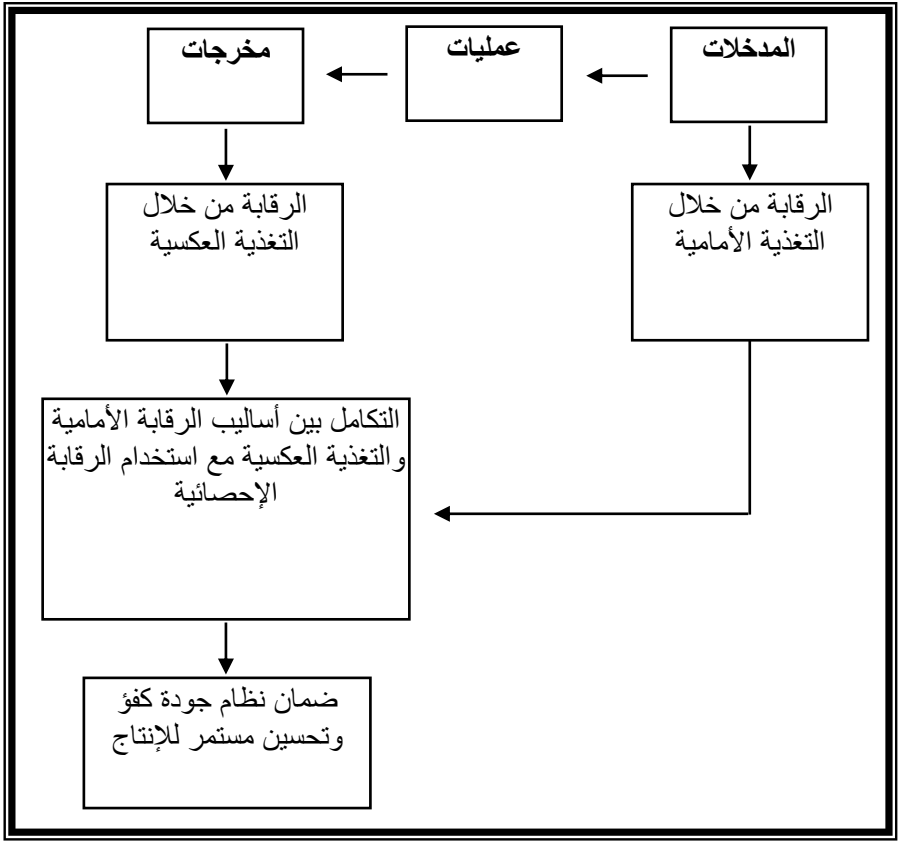 المدخلات
عمليات
مخرجات
الرقابة من خلال
التغذية الأمامية
الرقابة من خلال
التغذية العكسية
التكامل بين أساليب الرقابة الأمامية
والتغذية العكسية مع استخدام الرقابة
الإحصائية
ضمان نظام جودة كفؤ
وتحسين مستمر للإنتاج